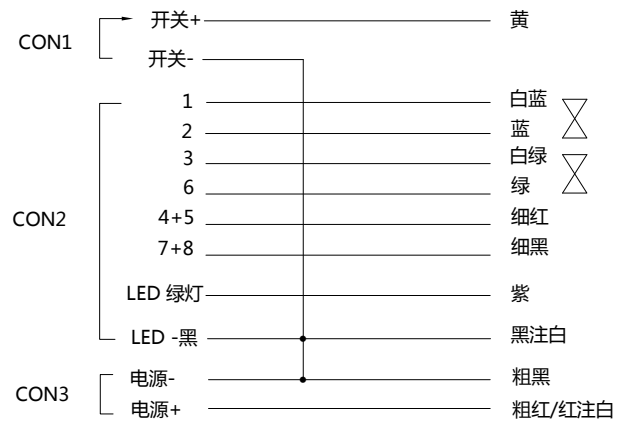 CON1
开关+ 黄
开关-
CON2
1 白蓝
2 蓝
3 白绿
6 绿
4+5 细红
7+8 细黑
LED 绿灯 紫
LED -黑 黑注白
CON3
电源- 粗黑
电源+ 粗红/红注白